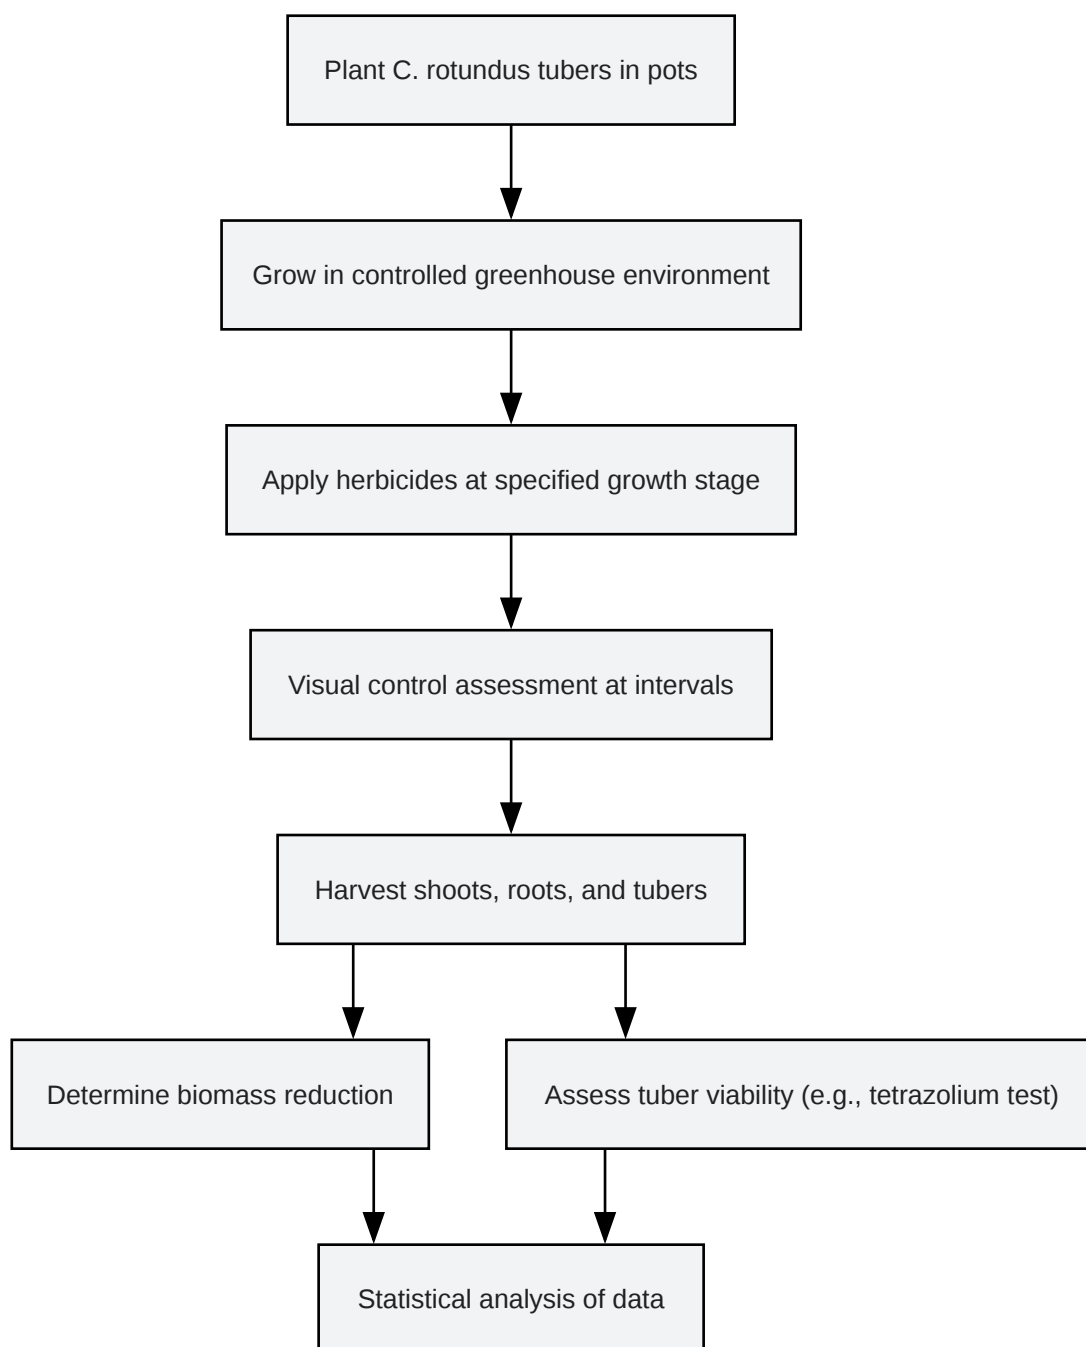 Plant C. rotundus tubers in pots
Grow in controlled greenhouse environment
Apply herbicides at specified growth stage
Visual control assessment at intervals
Harvest shoots, roots, and tubers
Determine biomass reduction
Assess tuber viability (e.g., tetrazolium test)
Statistical analysis of data